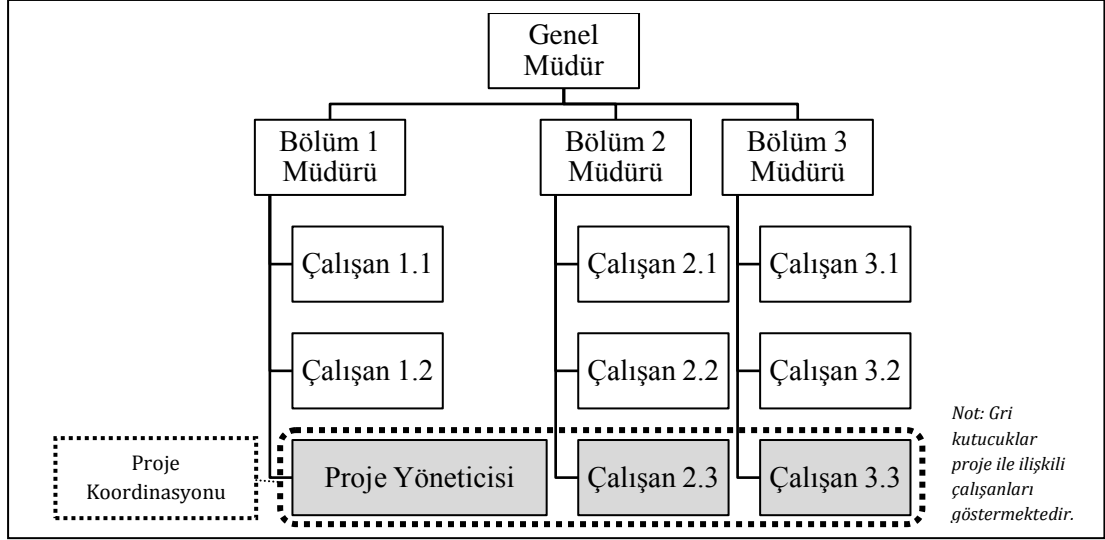 Genel
Müdür
Bölüm 1
Müdürü
Bölüm 2
Müdürü
Bölüm 3
Müdürü
Çalışan 1.1
Çalışan 2.1
Çalışan 3.1
Çalışan 1.2
Çalışan 2.2
Çalışan 3.2
Proje
Koordinasyonu
Proje Yöneticisi
Çalışan 2.3
Çalışan 3.3
Not: Gri
kutucuklar
proje ile ilişkili
çalışanları
göstermektedir.